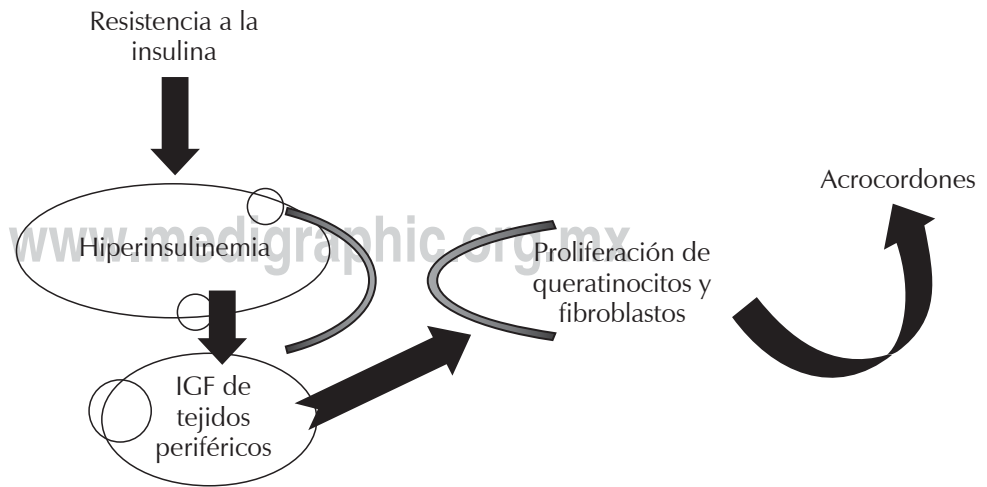 Resistencia a la
insulina
Acrocordones
www.medigraphic.org.mx
Hiperinsulinemia
Proliferación de
queratinocitos y
fibroblastos
IGF de
tejidos
periféricos